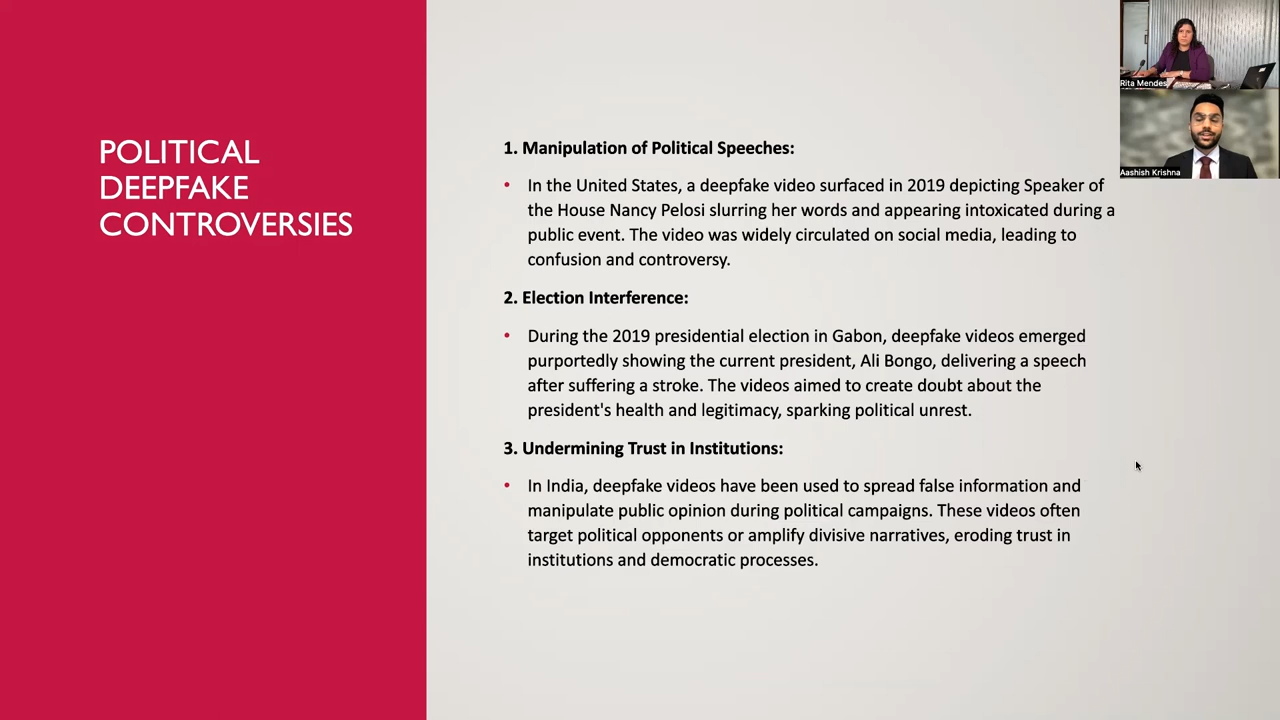 POLITICAL
DEEPFAKE
CONTROVERSIES
1. Manipulation of Political Speeches:
• In the United States, a deepfake video surfaced in 2019 depicting Speaker of
the House Nancy Pelosi slurring her words and appearing intoxicated during a
public event. The video was widely circulated on social media, leading to
confusion and controversy.
2. Election Interference:
• During the 2019 presidential election in Gabon, deepfake videos emerged
purportedly showing the current president, Ali Bongo, delivering a speech
after suffering a stroke. The videos aimed to create doubt about the
president's health and legitimacy, sparking political unrest.
3. Undermining Trust in Institutions:
• In India, deepfake videos have been used to spread false information and
manipulate public opinion during political campaigns. These videos often
target political opponents or amplify divisive narratives, eroding trust in
institutions and democratic processes.
Rita Mendes
Aashish Krishna